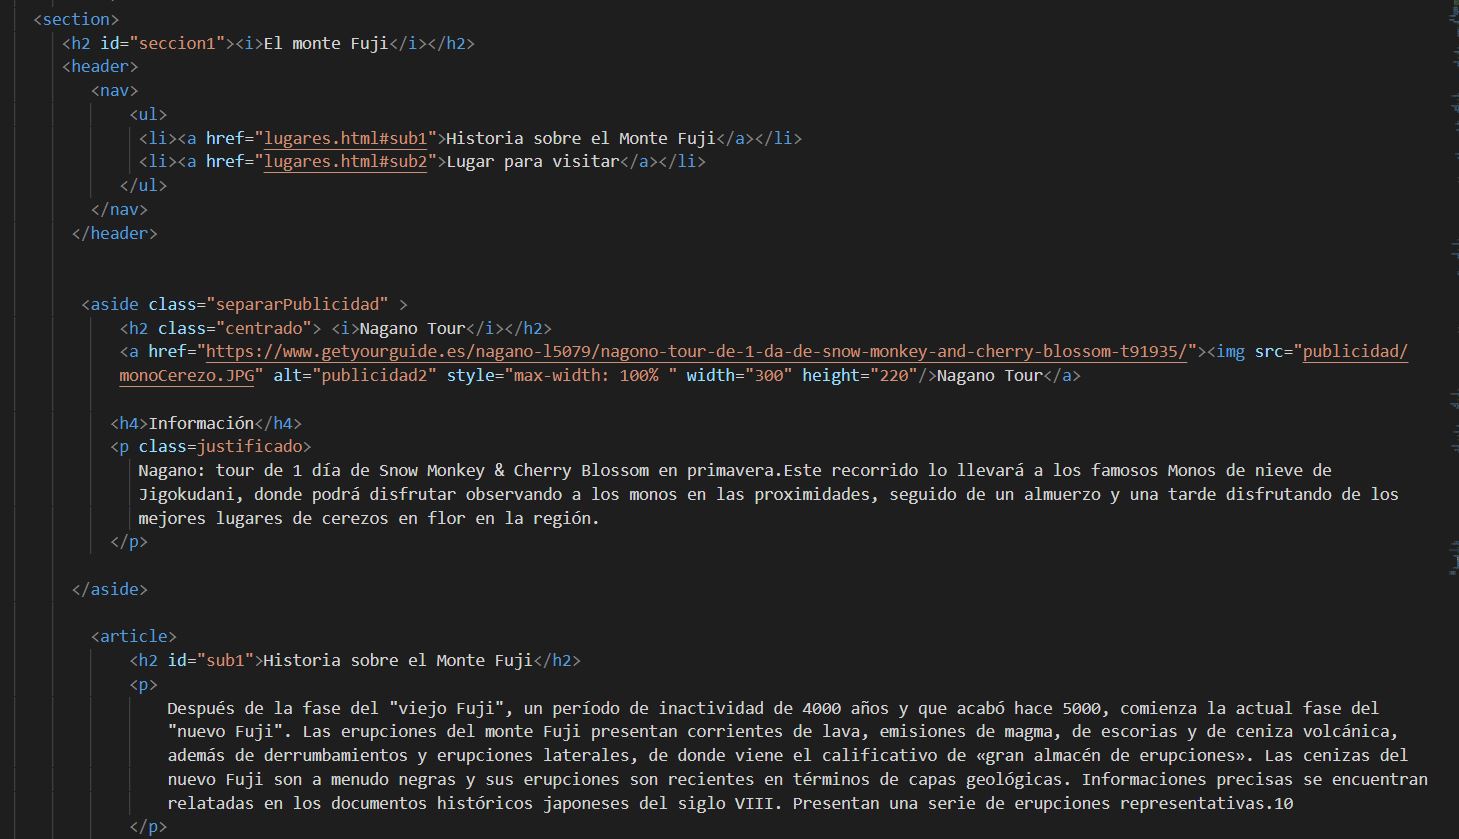 <section>
<h2 id="seccion1"><i>El monte Fuji</i></h2>
<header>
<nav>
<ul>
<li><a href="lugares.html#sub1">Historia sobre el Monte Fuji</a></li>
<li><a href="lugares.html#sub2">Lugar para visitar</a></li>
</ul>
</nav>
</header>
<aside class="separarPublicidad" >
<h2 class="centrado"> <i>Nagano Tour</i></h2>
<a href="https://www.getyourguide.es/nagano-l5079/nagono-tour-de-1-da-de-snow-monkey-and-cherry-blossom-t91935/"><img src="publicidad/
monoCerezo.JPG" alt="publicidad2" style="max-width: 100% " width="300" height="220"/>Nagano Tour</a>
<h4>Información</h4>
<p class=justificado>
Nagano: tour de 1 día de Snow Monkey & Cherry Blossom en primavera.Este recorrido lo llevará a los famosos Monos de nieve de
Jigokudani, donde podrá disfrutar observando a los monos en las proximidades, seguido de un almuerzo y una tarde disfrutando de los
mejores lugares de cerezos en flor en la región.
</p>
</aside>
<article>
<h2 id="sub1">Historia sobre el Monte Fuji</h2>
<p>
Después de la fase del "viejo Fuji", un período de inactividad de 4000 años y que acabó hace 5000, comienza la actual fase del
"nuevo Fuji". Las erupciones del monte Fuji presentan corrientes de lava, emisiones de magma, de escorias y de ceniza volcánica,
además de derrumbamientos y erupciones laterales, de donde viene el calificativo de «gran almacén de erupciones». Las cenizas del
nuevo Fuji son a menudo negras y sus erupciones son recientes en términos de capas geológicas. Informaciones precisas se encuentran
relatadas en los documentos históricos japoneses del siglo VIII. Presentan una serie de erupciones representativas.10
</p>